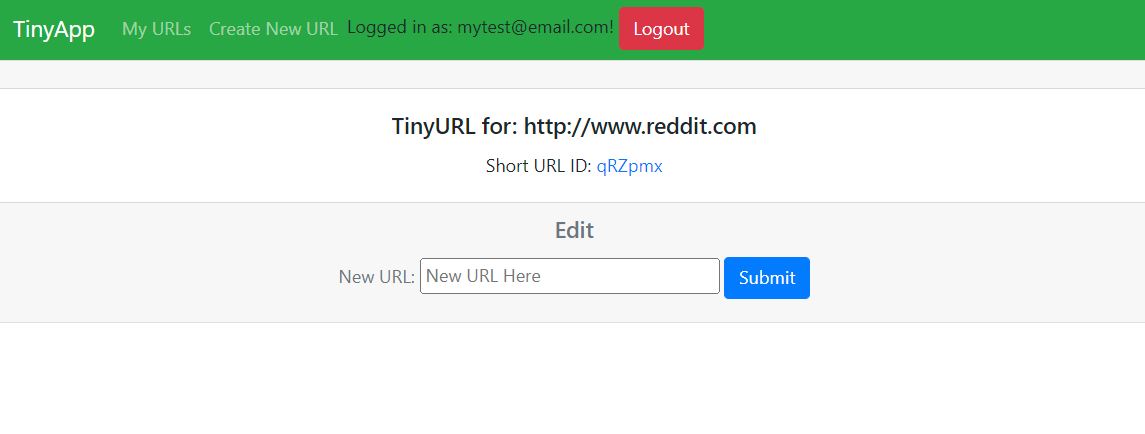 TinyApp My URLs Create New URL Logged in as: mytest@email.com! Logout
TinyURL for: http://www.reddit.com
Short URL ID: qRZpmx
Edit
New URL: New URL Here Submit